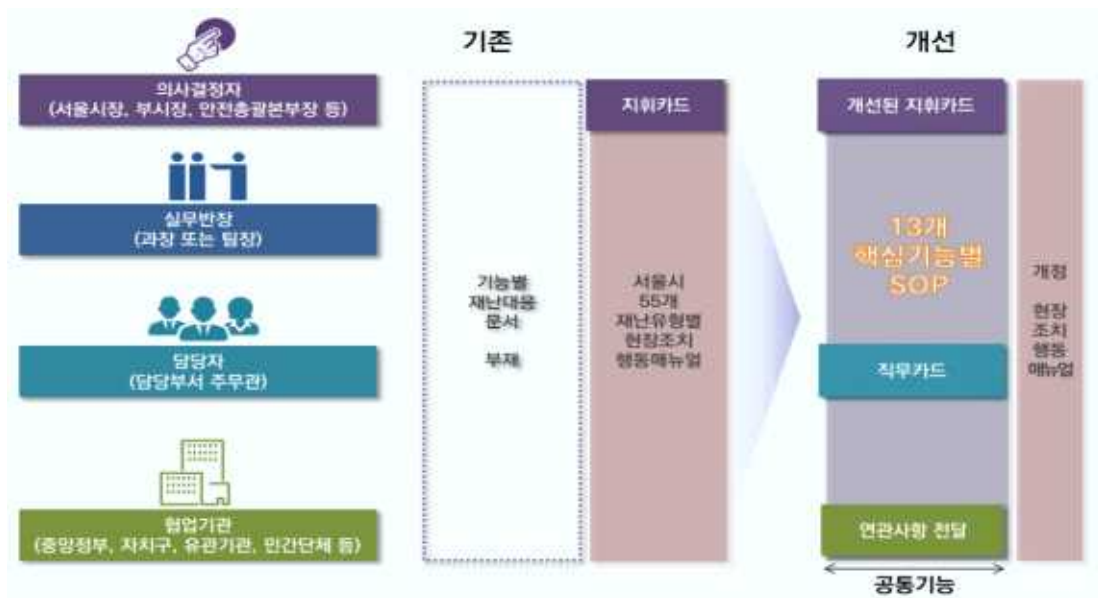 기존
개선
의사결정자
(서울시장, 부시장, 안전총괄본부장 등)
지휘카드
개선된 지휘카드
실무반장
(과장 또는 팀장)
13개
핵심기능별
SOP
기능별
재난대응
문서
부재
서울시
55개
재난유형별
현장조치
행동매뉴얼
개정
현장
조치
행동
매뉴얼
담당자
(담당부서 주무관)
직무카드
협업기관
(중앙정부, 자치구, 유관기관, 민간단체 등)
연관사항 전달
공통기능